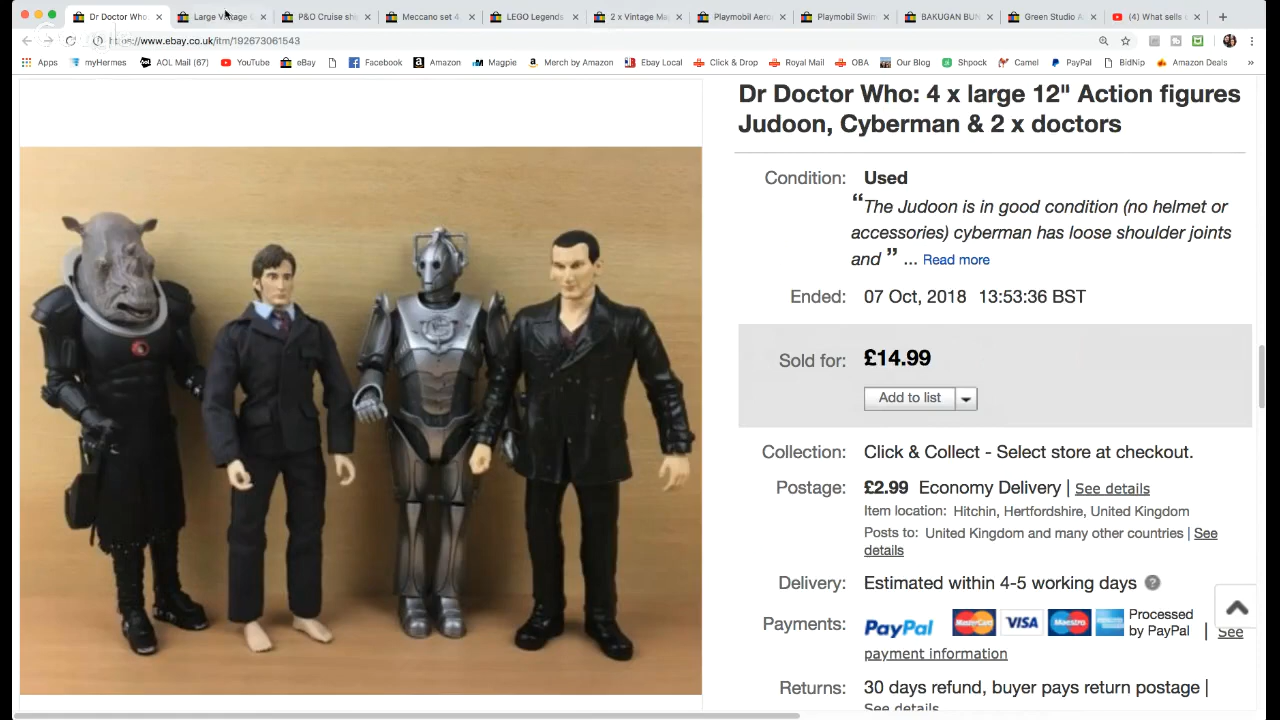 Dr Doctor Who:
Large Vintage
P&O Cruise shi
Meccano set 4
LEGO Legends
2 x Vintage Ma
Playmobil Aero
Playmobil Swim
BAKUGAN BUN
Green Studio A
(4) What sells
https://www.ebay.co.uk/itm/192673061543
Apps
myHermes
AOL Mail (67)
YouTube
eBay
Facebook
Amazon
Magpie
Merch by Amazon
Ebay Local
Click & Drop
Royal Mail
OBA
Our Blog
Shpock
Camel
PayPal
BidNip
Amazon Deals
»
Dr Doctor Who: 4 x large 12" Action figures
Judoon, Cyberman & 2 x doctors
Condition: Used
“The Judoon is in good condition (no helmet or
accessories) cyberman has loose shoulder joints
and ” ... Read more
Ended: 07 Oct, 2018 13:53:36 BST
Sold for: £14.99
Add to list
Collection: Click & Collect - Select store at checkout.
Postage: £2.99 Economy Delivery | See details
Item location: Hitchin, Hertfordshire, United Kingdom
Posts to: United Kingdom and many other countries | See
details
Delivery: Estimated within 4-5 working days ?
Payments: PayPal MasterCard VISA Maestro Processed
by PayPal | See
payment information
Returns: 30 days refund, buyer pays return postage |
See details